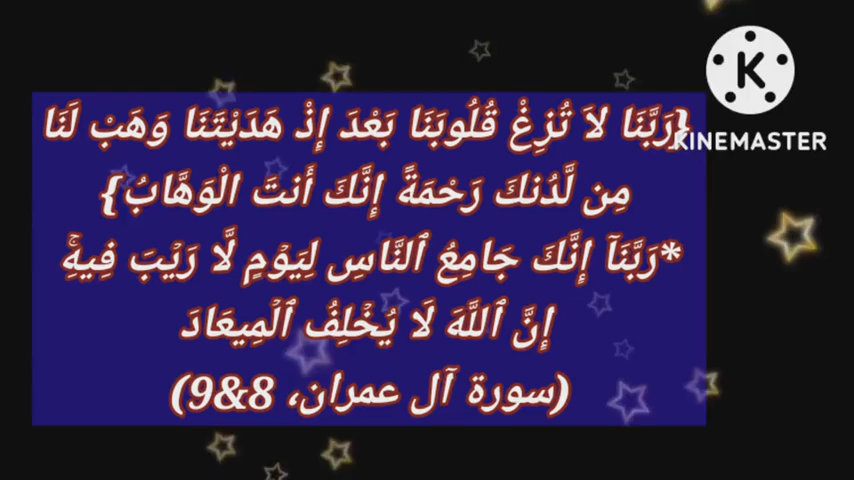 {رَبَّنَا لاَ تُزِغْ قُلُوبَنَا بَعْدَ إِذْ هَدَيْتَنَا وَهَبْ لَنَا
مِن لَّدُنكَ رَحْمَةً إِنَّكَ أَنتَ الْوَهَّابُ}
*رَبَّنَآ إِنَّكَ جَامِعُ ٱلنَّاسِ لِيَوْمٍ لَّا رَيْبَ فِيهِۚ
إِنَّ ٱللَّهَ لَا يُخْلِفُ ٱلْمِيعَادَ
(سورة آل عمران، 8&9)
K
KINEMASTER